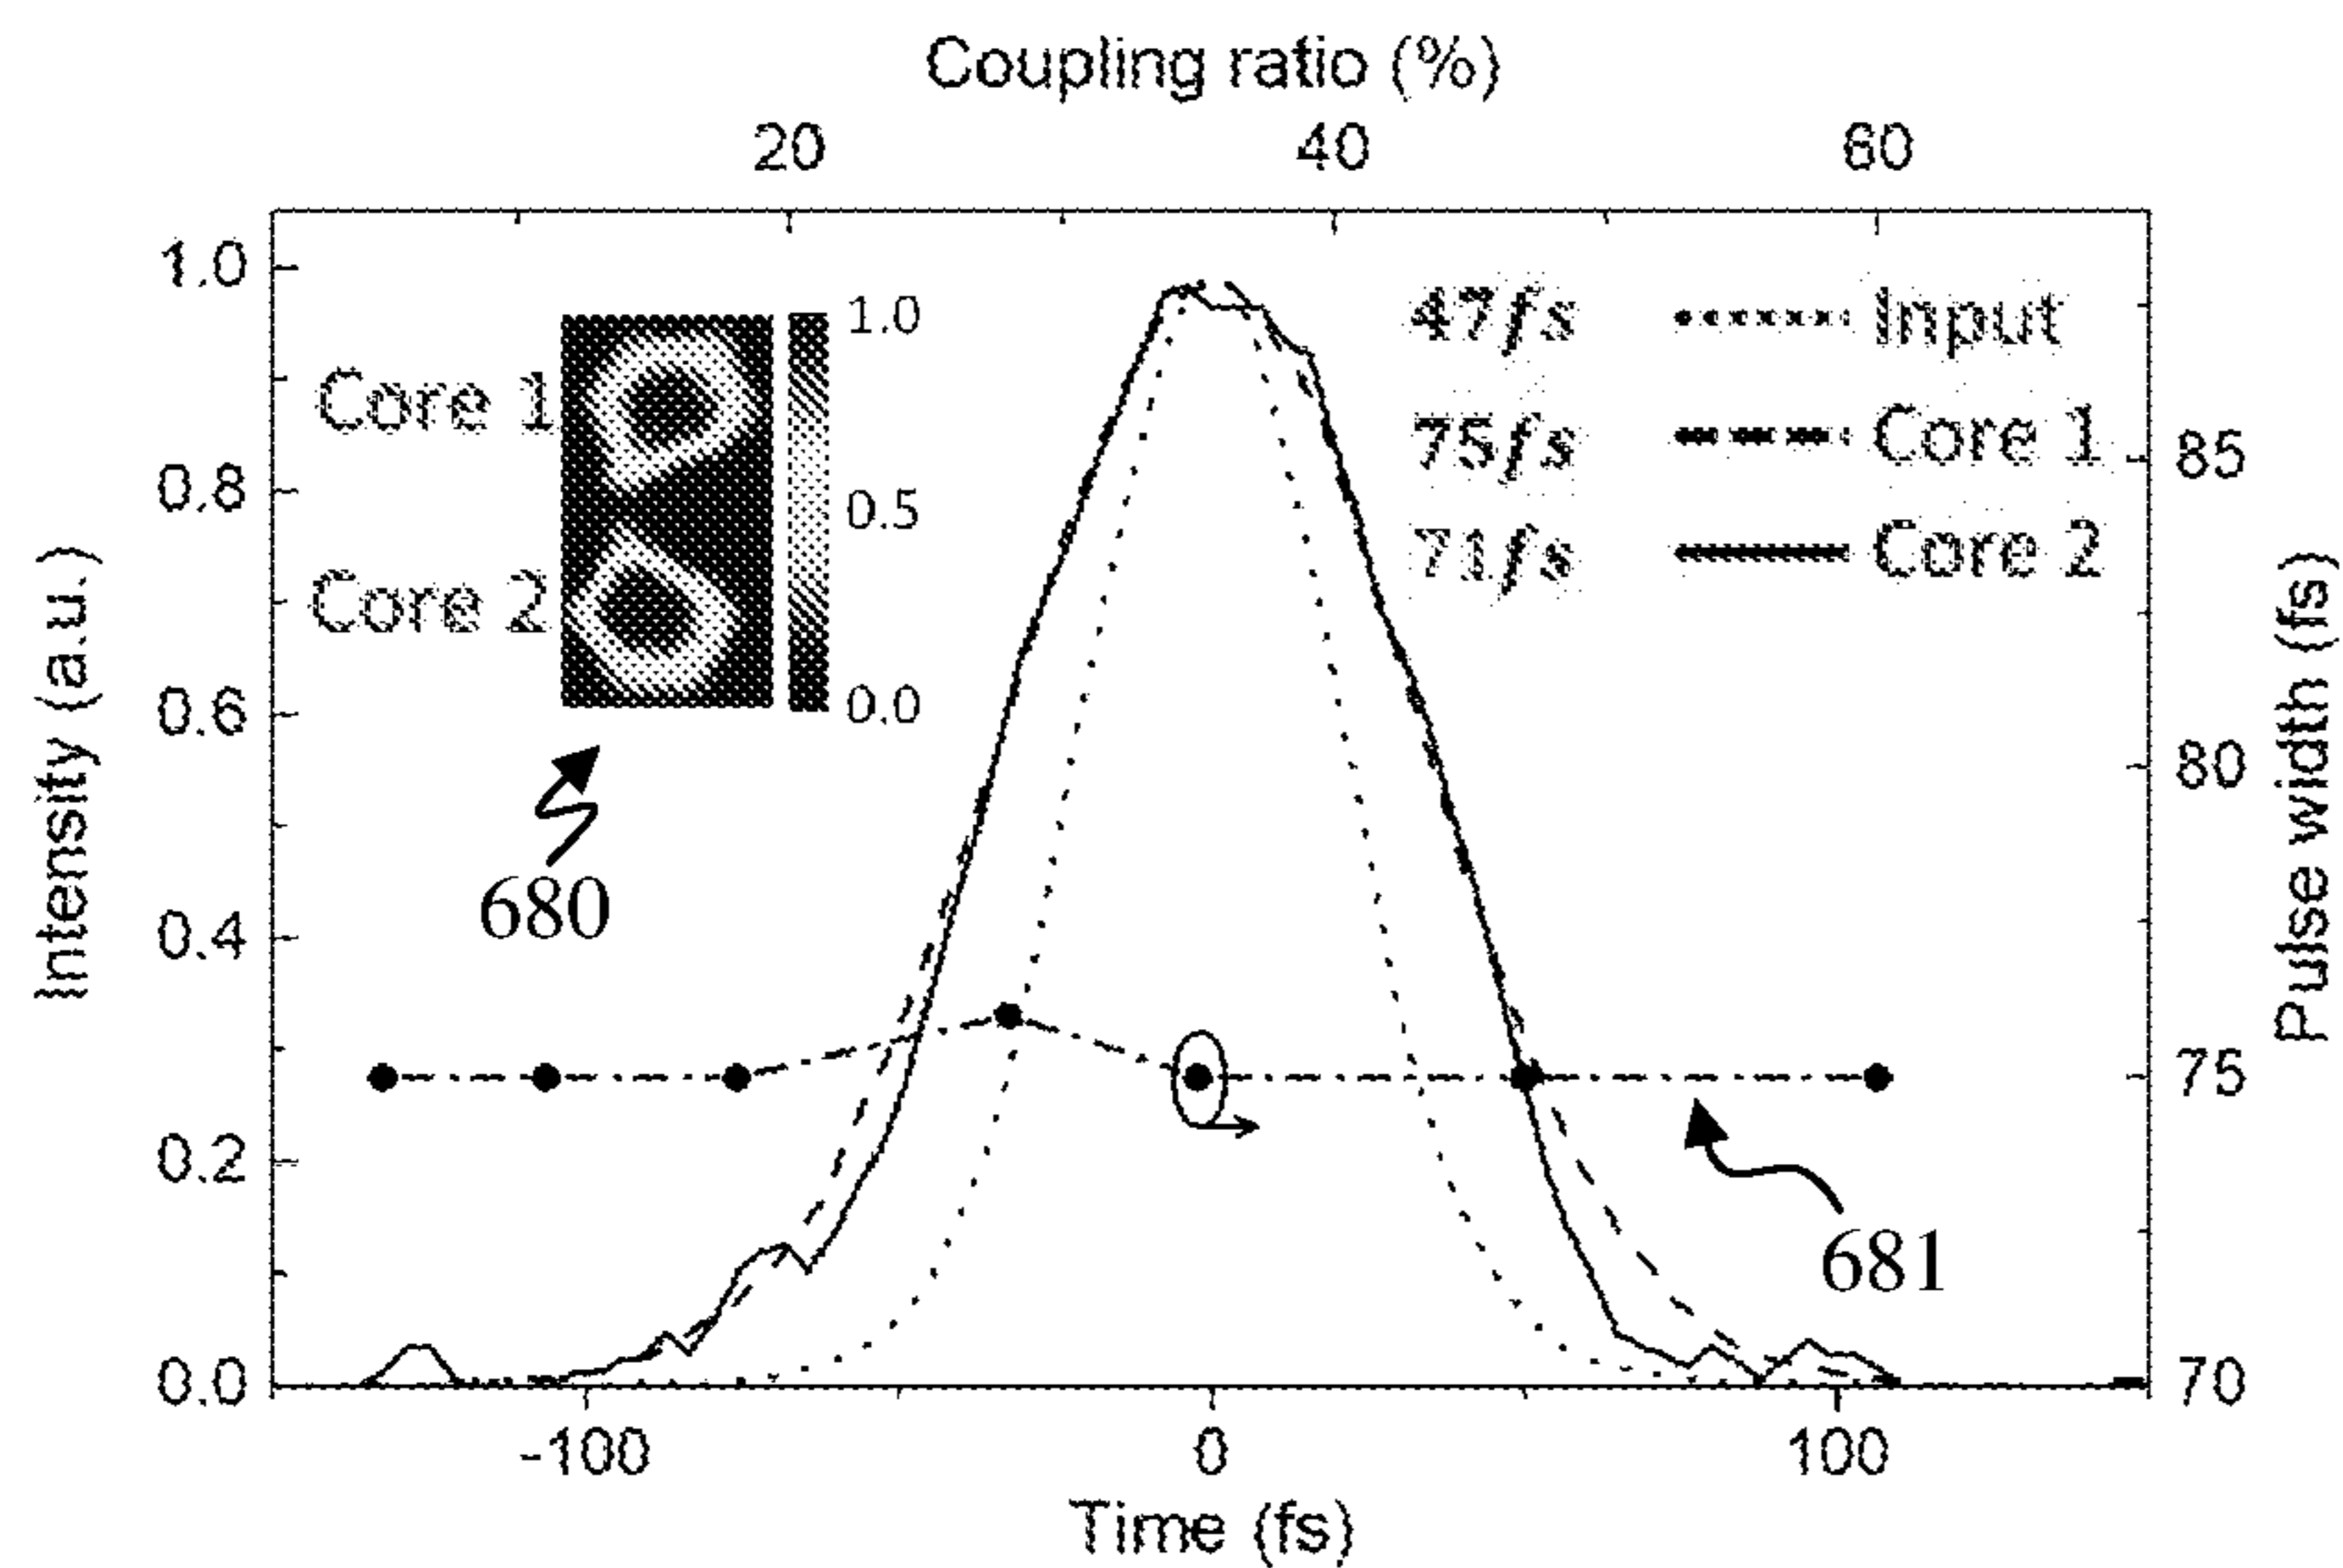 Coupling ratio (%)
20 40 60
1.0
0.8
0.6
0.4
0.2
0.0
Intensity (a.u.)
Core 1
Core 2
1.0
0.5
0.0
680
47fs Input
75fs Core 1
71fs Core 2
85
80
75
70
Pulse width (fs)
681
-100 0 100
Time (fs)